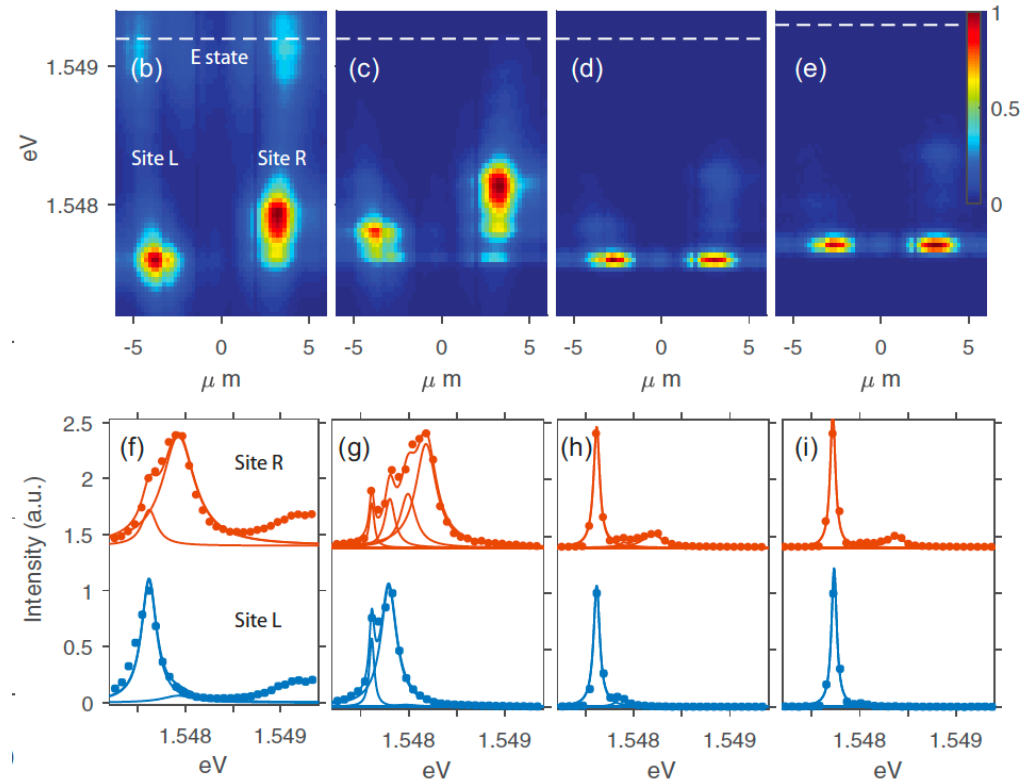 1
0.5
0
eV
1.549
1.548
(b)
E state
Site L
Site R
(c)
(d)
(e)
-5
0
5
-5
0
5
-5
0
5
-5
0
5
μ m
μ m
μ m
μ m
Intensity (a.u.)
2.5
2
1.5
1
0.5
0
(f)
Site R
Site L
(g)
(h)
(i)
1.548
1.549
1.548
1.549
1.548
1.549
1.548
1.549
eV
eV
eV
eV